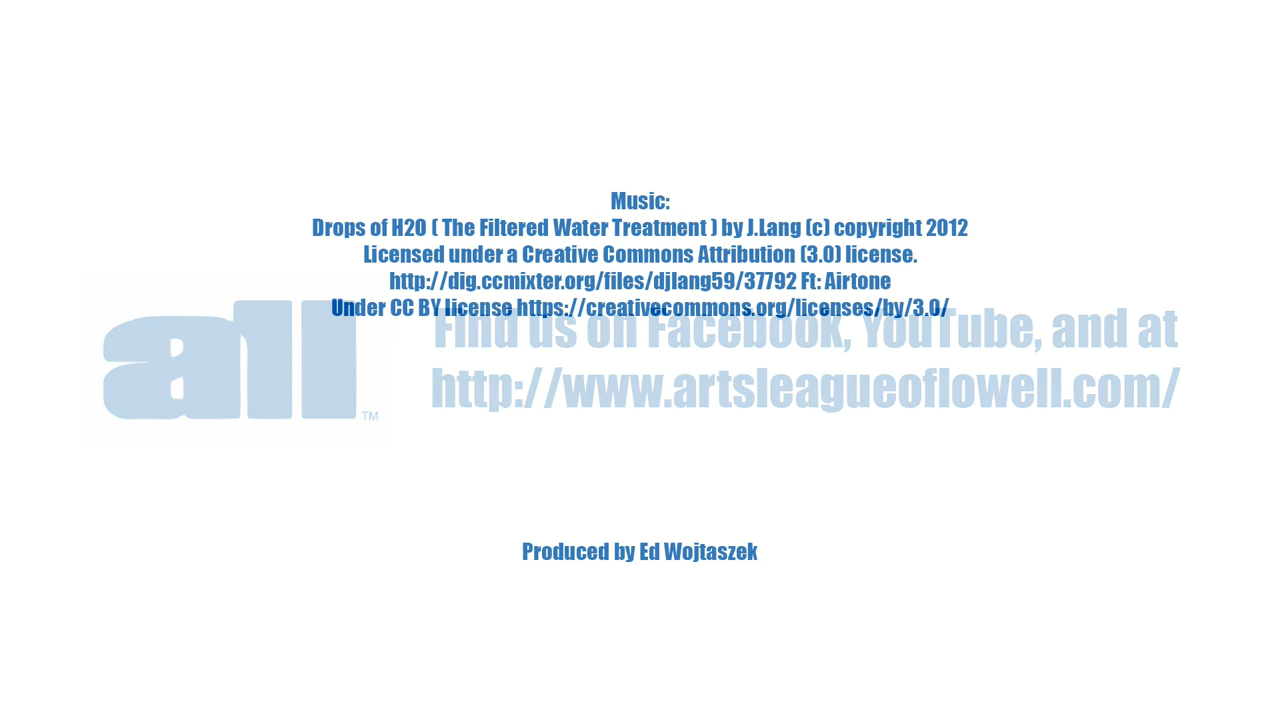 Music:
Drops of H2O ( The Filtered Water Treatment ) by J.Lang (c) copyright 2012
Licensed under a Creative Commons Attribution (3.0) license.
http://dig.ccmixter.org/files/djlang59/37792 Ft: Airtone
Under CC BY license https://creativecommons.org/licenses/by/3.0/
all™
Find us on Facebook, YouTube, and at
http://www.artsleagueoflowell.com/
Produced by Ed Wojtaszek